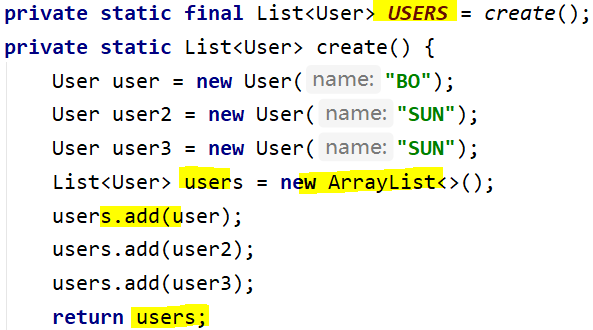 private static final List<User> USERS = create();
private static List<User> create() {
User user = new User( name: "BO");
User user2 = new User( name: "SUN");
User user3 = new User( name: "SUN");
List<User> users = new ArrayList<>();
users.add(user);
users.add(user2);
users.add(user3);
return users;